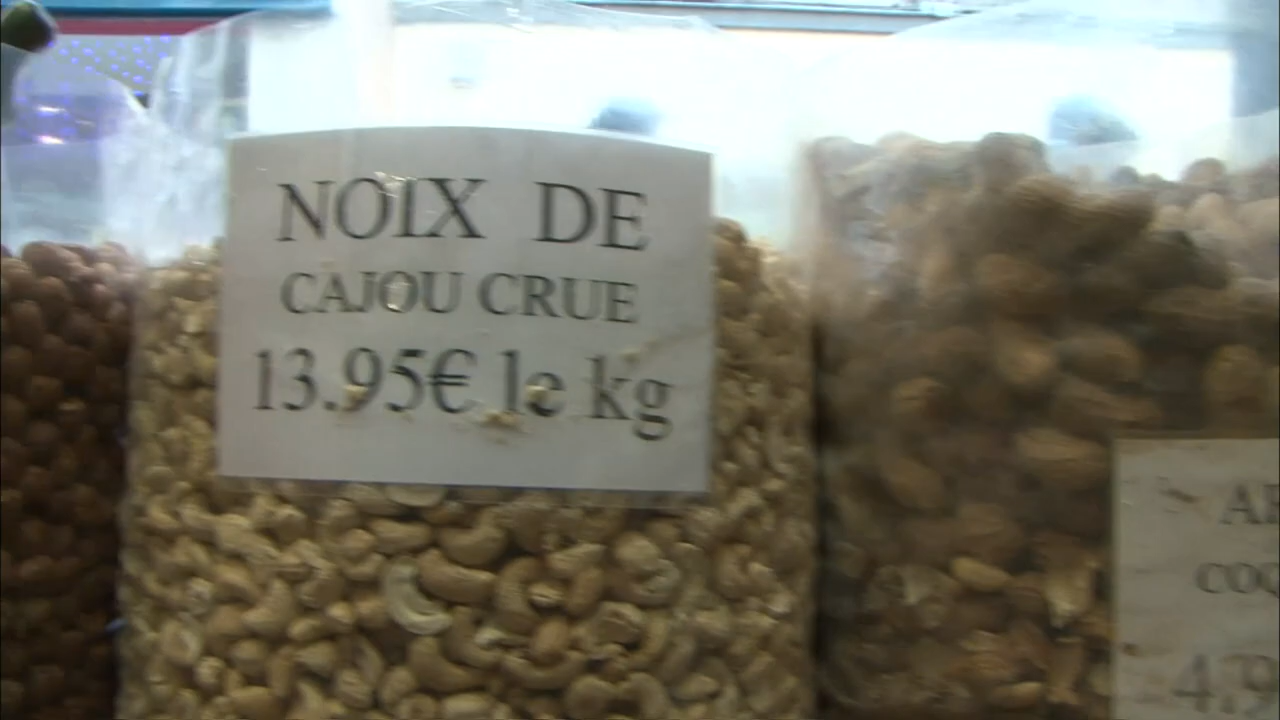 NOIX DE
CAJOU CRUE
13.95€ le kg